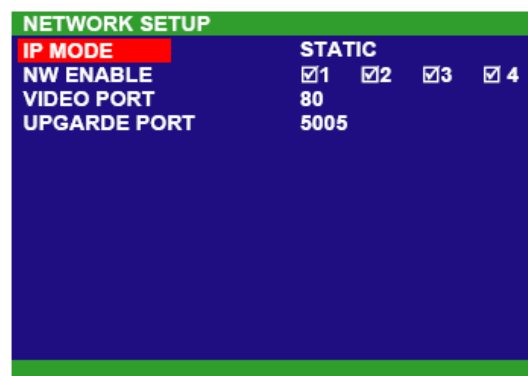 NETWORK SETUP
IP MODE STATIC
NW ENABLE ☑1 ☑2 ☑3 ☑ 4
VIDEO PORT 80
UPGARDE PORT 5005